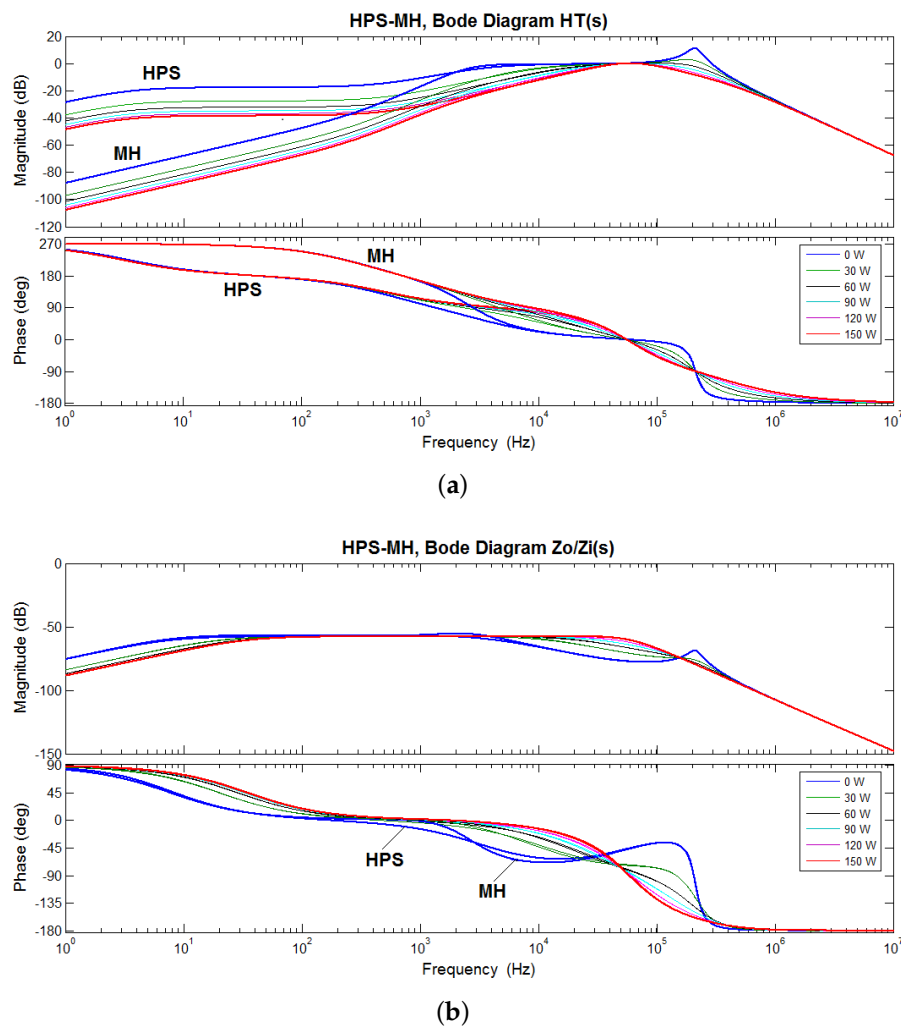 HPS-MH, Bode Diagram HT(s)
Magnitude (dB)
20
0
-20
-40
-60
-80
-100
-120
HPS
MH
Phase (deg)
270
180
90
0
-90
-180
MH
HPS
0 W
30 W
60 W
90 W
120 W
150 W
10^0 10^1 10^2 10^3 10^4 10^5 10^6 10^7
Frequency (Hz)
(a)
HPS-MH, Bode Diagram Zo/Zi(s)
Magnitude (dB)
0
-50
-100
-150
Phase (deg)
90
45
0
-45
-90
-135
-180
HPS
MH
0 W
30 W
60 W
90 W
120 W
150 W
10^0 10^1 10^2 10^3 10^4 10^5 10^6 10^7
Frequency (Hz)
(b)